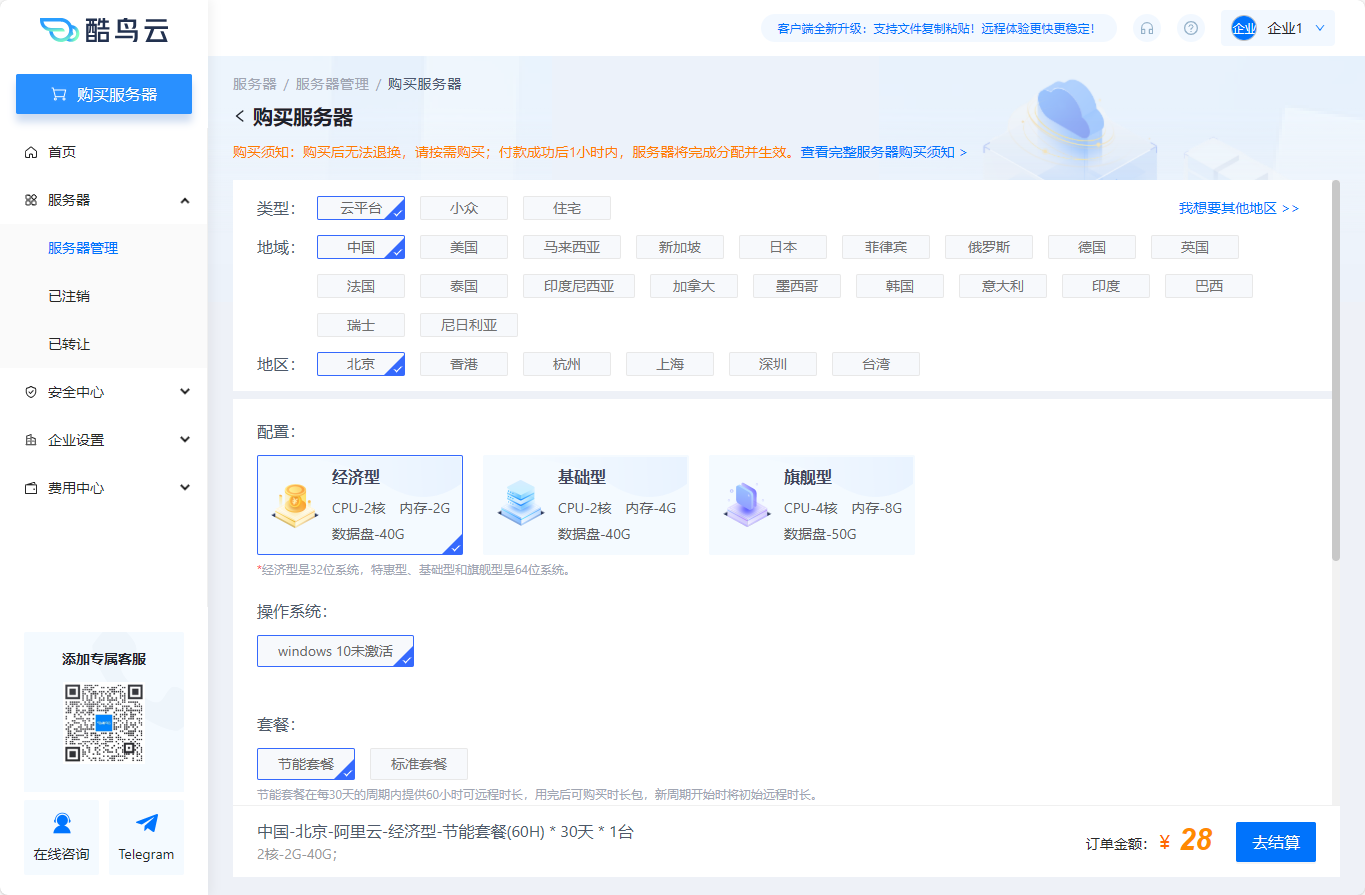 酷鸟云
客户端全新升级：支持文件复制粘贴！远程体验更快更稳定！
企业 企业1
购买服务器
首页
服务器
服务器管理
已注销
已转让
安全中心
企业设置
费用中心
添加专属客服
在线咨询
Telegram
服务器 / 服务器管理 / 购买服务器
< 购买服务器
购买须知：购买后无法退换，请按需购买；付款成功后1小时内，服务器将完成分配并生效。查看完整服务器购买须知 >
类型： 云平台 小众 住宅 我想要其他地区 >>
地域： 中国 美国 马来西亚 新加坡 日本 菲律宾 俄罗斯 德国 英国
法国 泰国 印度尼西亚 加拿大 墨西哥 韩国 意大利 印度 巴西
瑞士 尼日利亚
地区： 北京 香港 杭州 上海 深圳 台湾
配置：
经济型
CPU-2核 内存-2G
数据盘-40G
基础型
CPU-2核 内存-4G
数据盘-40G
旗舰型
CPU-4核 内存-8G
数据盘-50G
*经济型是32位系统，特惠型、基础型和旗舰型是64位系统。
操作系统：
windows 10未激活
套餐：
节能套餐 标准套餐
节能套餐在每30天的周期内提供60小时可远程时长，用完后可购买时长包，新周期开始时将初始远程时长。
中国-北京-阿里云-经济型-节能套餐(60H) * 30天 * 1台
2核-2G-40G;
订单金额： ¥ 28 去结算